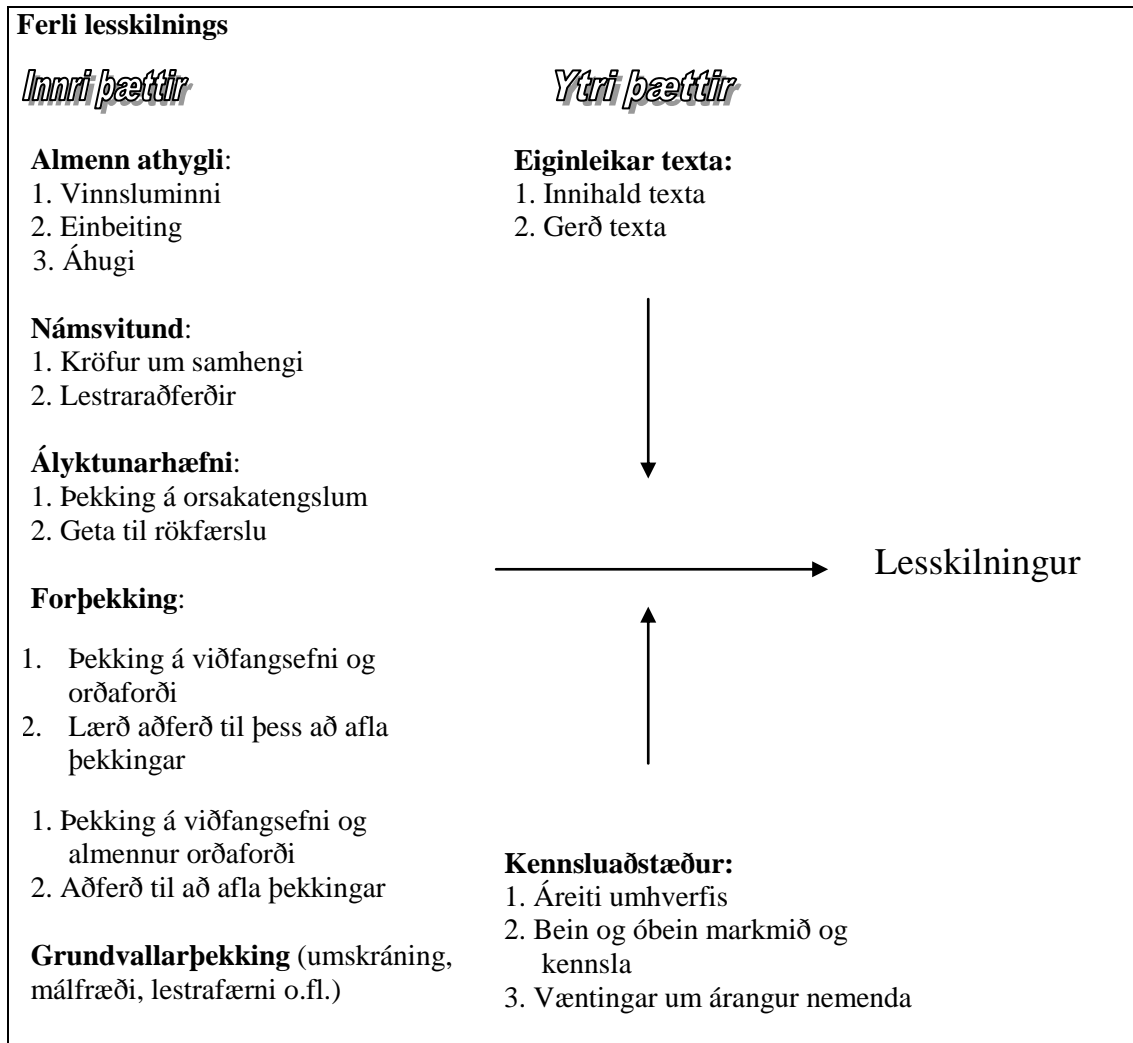 Ferli lesskilnings
Innri þættir
Almenn athygli:
1. Vinnsluminni
2. Einbeiting
3. Áhugi
Námsvitund:
1. Kröfur um samhengi
2. Lestraraðferðir
Ályktunarhæfni:
1. Þekking á orsakatengslum
2. Geta til rökfærslu
Forþekking:
1. Þekking á viðfangsefni og
orðaforði
2. Lærð aðferð til þess að afla
þekkingar
1. Þekking á viðfangsefni og
almennur orðaforði
2. Aðferð til að afla þekkingar
Grundvallarþekking (umskráning,
málfræði, lestrafærni o.fl.)
Ytri þættir
Eiginleikar texta:
1. Innihald texta
2. Gerð texta
Lesskilningur
Kennsluaðstæður:
1. Áreiti umhverfis
2. Bein og óbein markmið og
kennsla
3. Væntingar um árangur nemenda